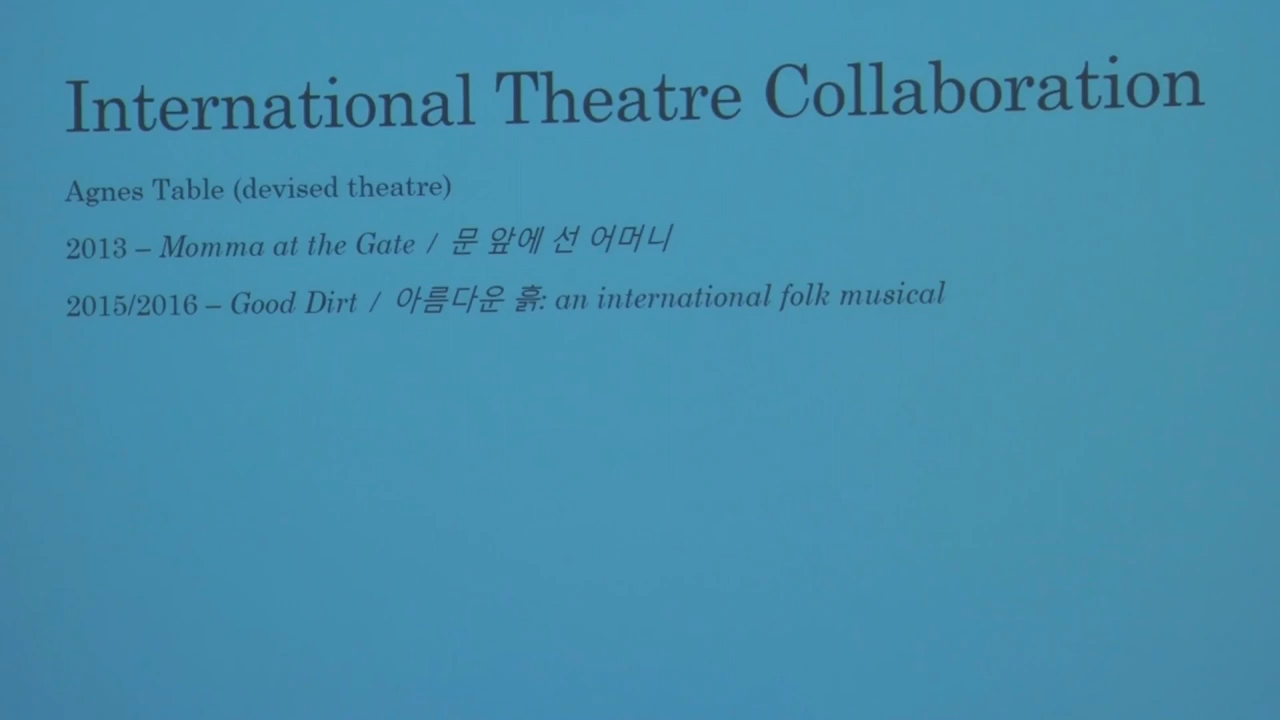 International Theatre Collaboration
Agnes Table (devised theatre)
2013 – Momma at the Gate / 문 앞에 선 어머니
2015/2016 – Good Dirt / 아름다운 흙: an international folk musical